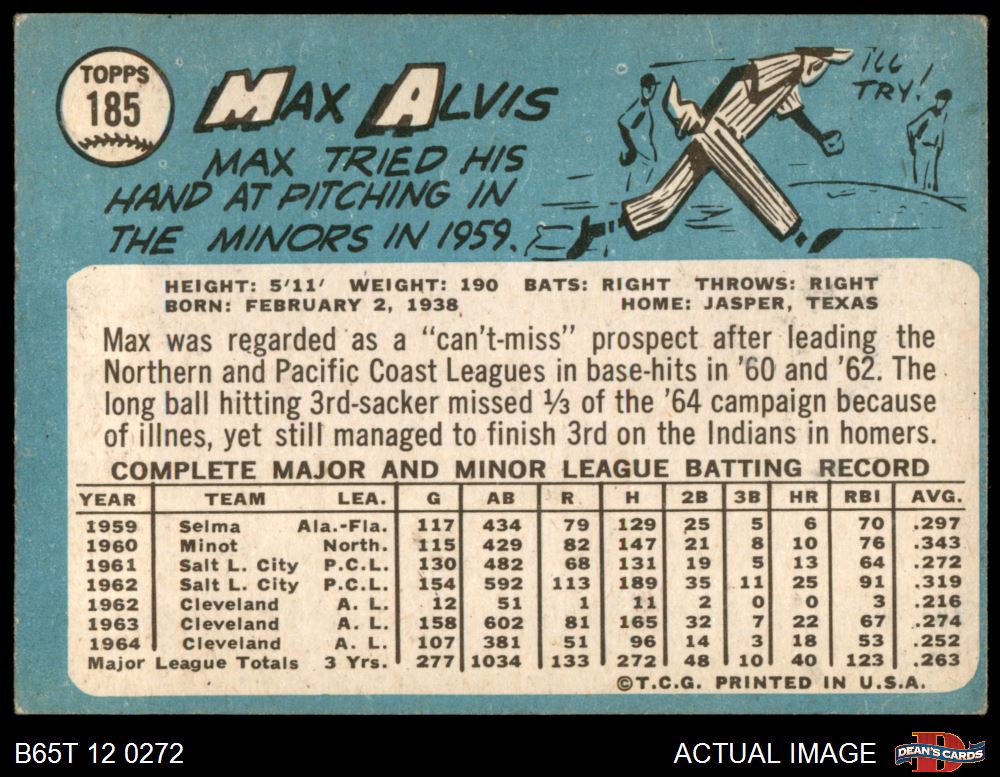 TOPPS
185
MAX ALVIS
I'LL
TRY!
MAX TRIED HIS
HAND AT PITCHING IN
THE MINORS IN 1959.
HEIGHT: 5'11' WEIGHT: 190 BATS: RIGHT THROWS: RIGHT
BORN: FEBRUARY 2, 1938 HOME: JASPER, TEXAS
Max was regarded as a "can't-miss" prospect after leading the
Northern and Pacific Coast Leagues in base-hits in '60 and '62. The
long ball hitting 3rd-sacker missed ⅓ of the '64 campaign because
of illnes, yet still managed to finish 3rd on the Indians in homers.
COMPLETE MAJOR AND MINOR LEAGUE BATTING RECORD
YEAR TEAM LEA. G AB R H 2B 3B HR RBI AVG.
1959 Selma Ala.-Fla. 117 434 79 129 25 5 6 70 .297
1960 Minot North. 115 429 82 147 21 8 10 76 .343
1961 Salt L. City P.C.L. 130 482 68 131 19 5 13 64 .272
1962 Salt L. City P.C.L. 154 592 113 189 35 11 25 91 .319
1962 Cleveland A. L. 12 51 1 11 2 0 0 3 .216
1963 Cleveland A. L. 158 602 81 165 32 7 22 67 .274
1964 Cleveland A. L. 107 381 51 96 14 3 18 53 .252
Major League Totals 3 Yrs. 277 1034 133 272 48 10 40 123 .263
©T.C.G. PRINTED IN U.S.A.
B65T 12 0272 ACTUAL IMAGE DEAN'S CARDS